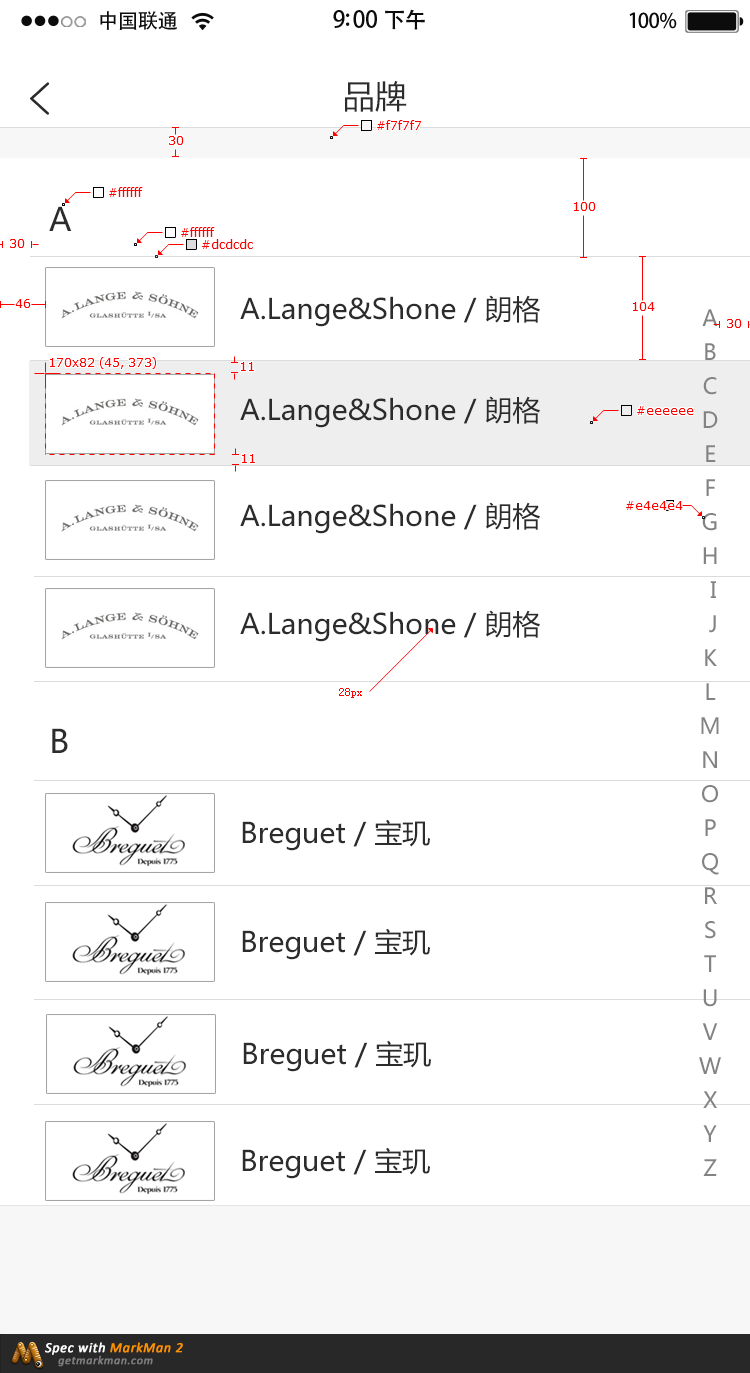 中国联通 9:00 下午 100%
品牌
#f7f7f7
30
#ffffff
100
A
#ffffff
30
#dcdcdc
46
A.LANGE & SÖHNE
GLASHÜTTE I/SA
A.Lange&Shone / 朗格
104
A
30
B
170x82 (45, 373)
11
A.LANGE & SÖHNE
GLASHÜTTE I/SA
A.Lange&Shone / 朗格
#eeeeee
C
D
11
E
F
A.LANGE & SÖHNE
GLASHÜTTE I/SA
A.Lange&Shone / 朗格
#e4e4e4
G
H
I
A.LANGE & SÖHNE
GLASHÜTTE I/SA
A.Lange&Shone / 朗格
J
K
28px
L
M
B
N
O
Breguet
Depuis 1775
Breguet / 宝玑
P
Q
R
Breguet
Depuis 1775
Breguet / 宝玑
S
T
U
V
Breguet
Depuis 1775
Breguet / 宝玑
W
X
Y
Breguet
Depuis 1775
Breguet / 宝玑
Z
Spec with MarkMan 2
getmarkman.com